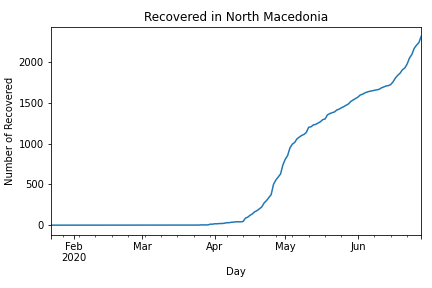 Recovered in North Macedonia
Number of Recovered
2000
1500
1000
500
0
Feb
2020
Mar
Apr
May
Jun
Day